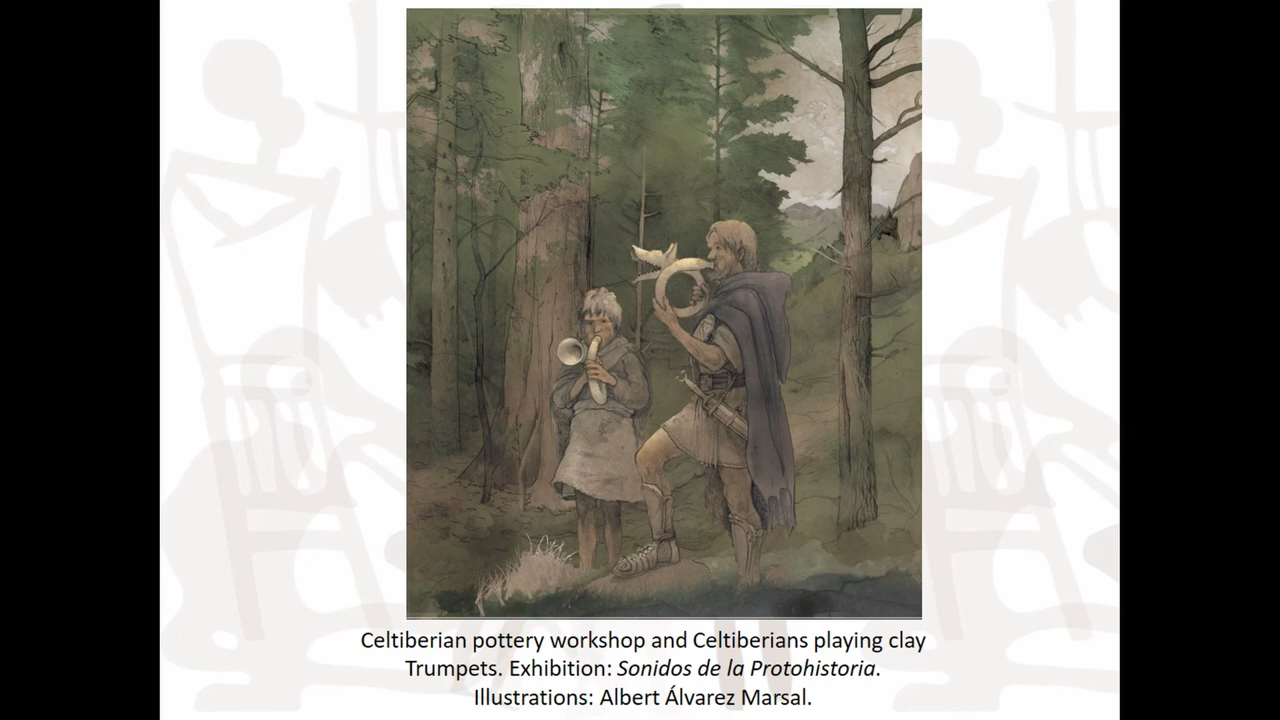 Celtiberian pottery workshop and Celtiberians playing clay
Trumpets. Exhibition: Sonidos de la Protohistoria.
Illustrations: Albert Álvarez Marsal.